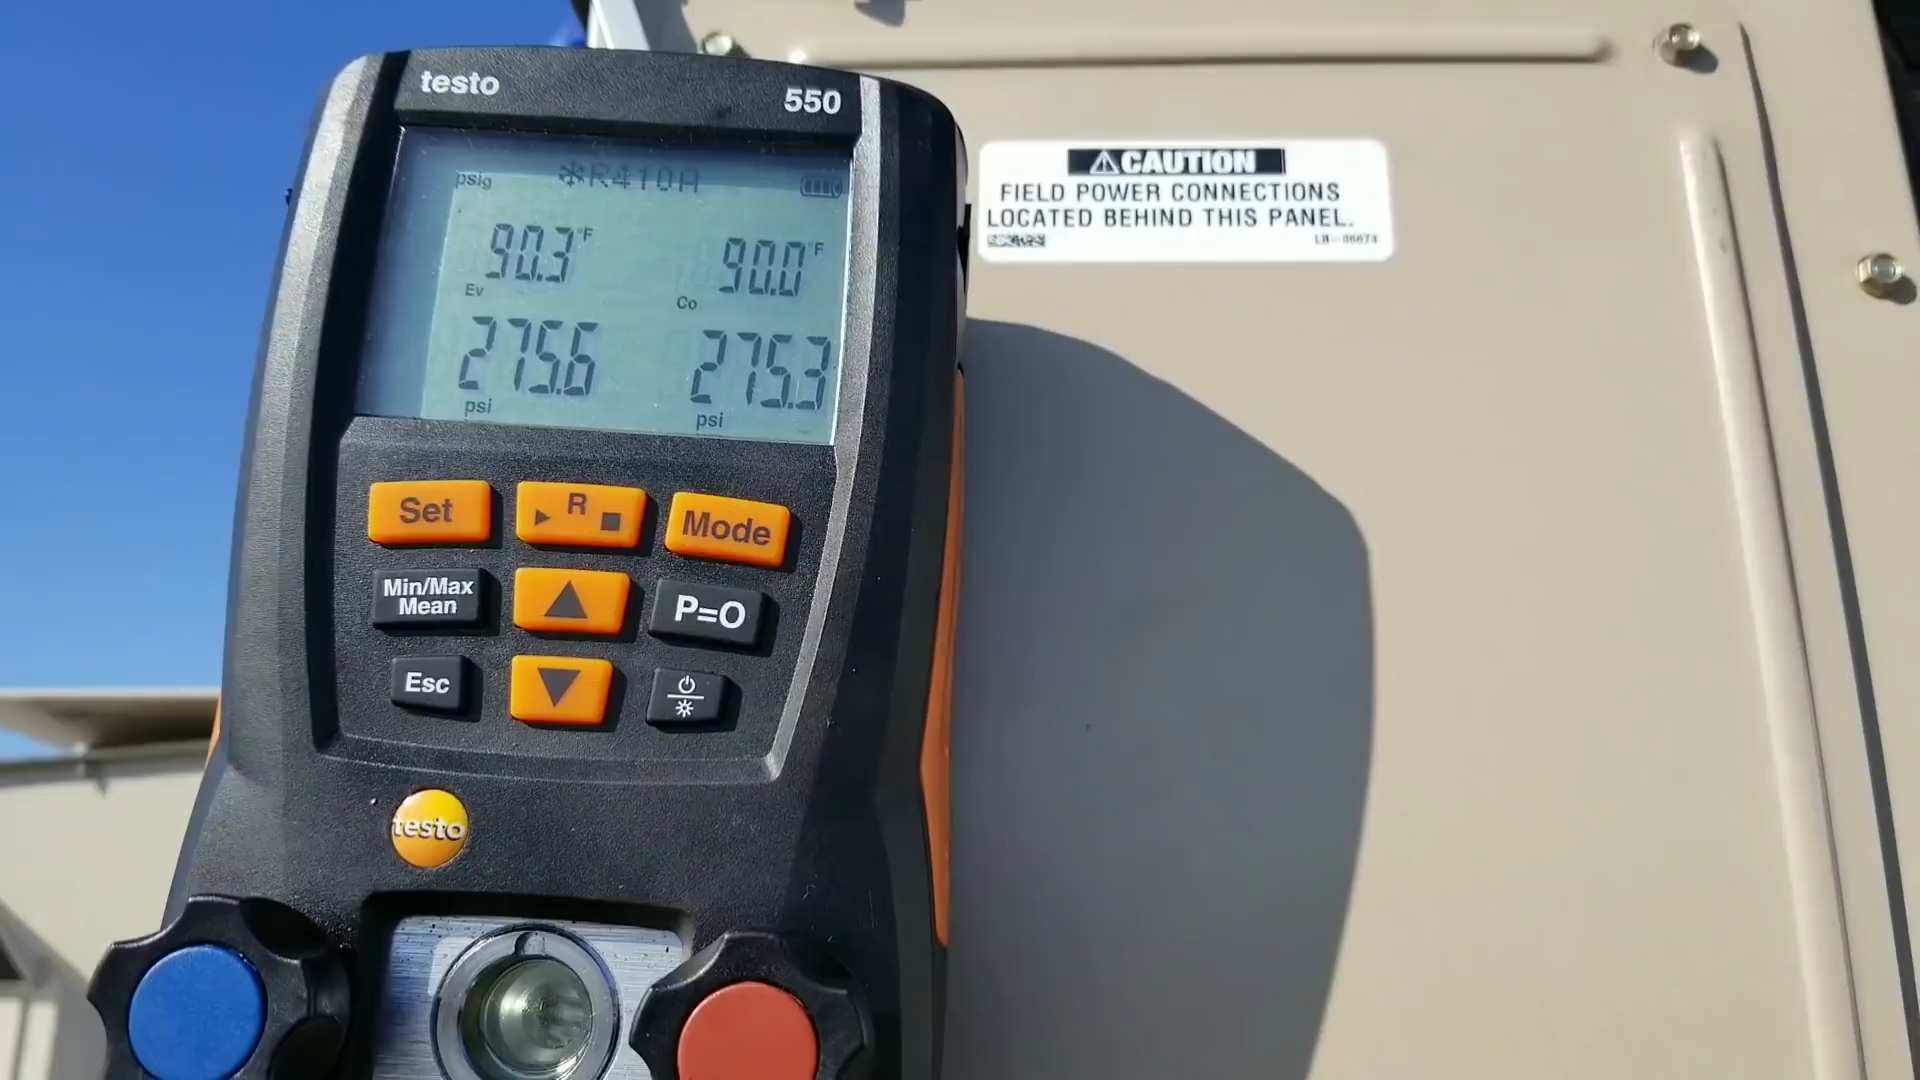 testo
550
psig
R410A
90.3°F
90.0°F
Ev
Co
275.6
275.3
psi
psi
Set
R
Mode
Min/Max
Mean
P=O
Esc
testo
CAUTION
FIELD POWER CONNECTIONS
LOCATED BEHIND THIS PANEL.